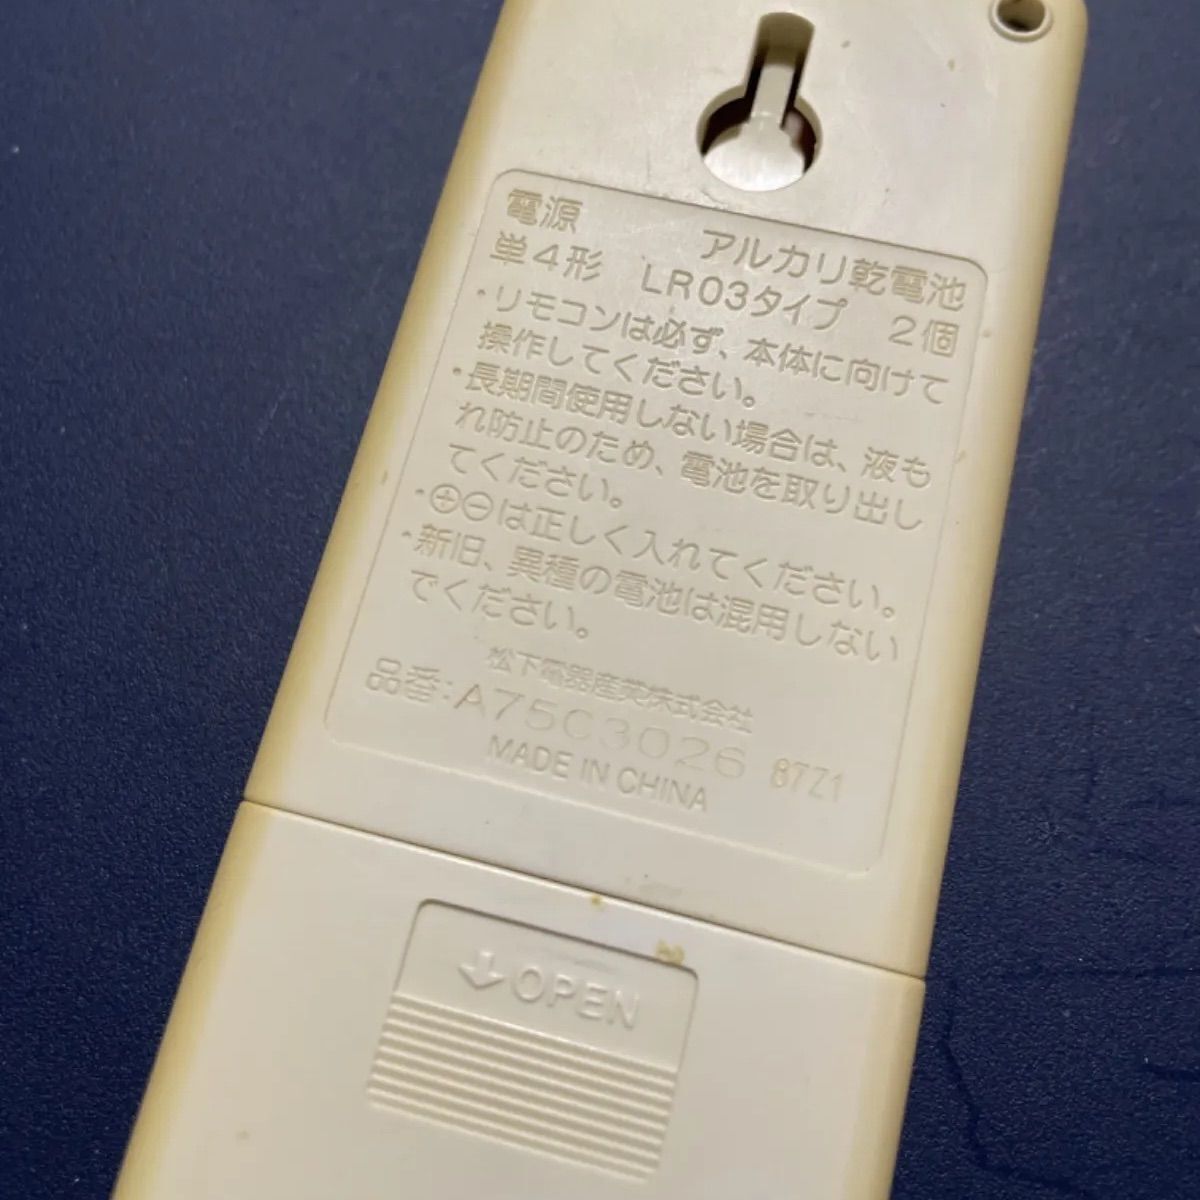 電源 アルカリ乾電池
単4形 LR03タイプ 2個
・リモコンは必ず、本体に向けて
操作してください。
・長期間使用しない場合は、液も
れ防止のため、電池を取り出し
てください。
・⊕⊖は正しく入れてください。
・新旧、異種の電池は混用しない
でください。
松下電器産業株式会社
品番:A75C3026 87Z1
MADE IN CHINA
↓OPEN